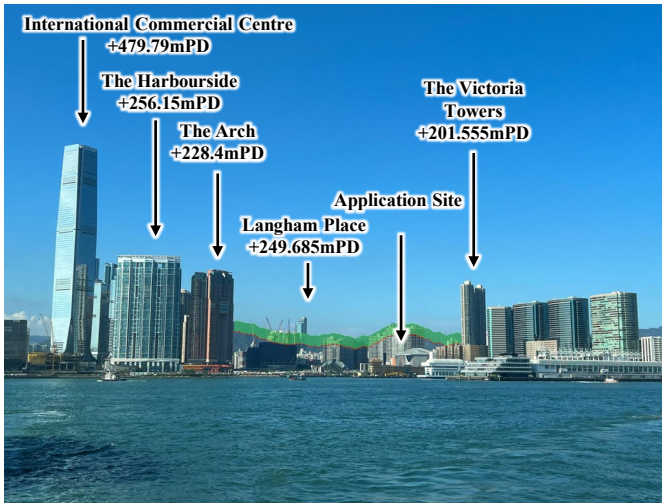 International Commercial Centre
+479.79mPD
The Harbourside
+256.15mPD
The Arch
+228.4mPD
Langham Place
+249.685mPD
Application Site
The Victoria
Towers
+201.555mPD